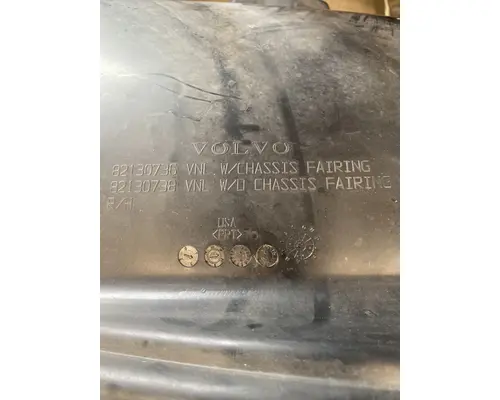 VOLVO
82130736 VNL W/CHASSIS FAIRING
82130738 VNL W/O CHASSIS FAIRING
R/H
USA